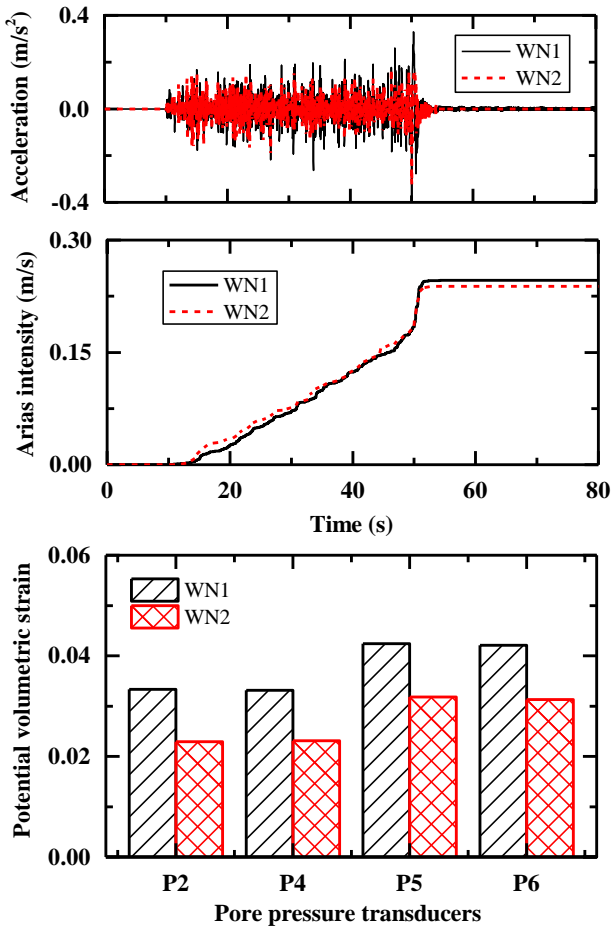 Acceleration (m/s²)
0.4
0.0
-0.4
WN1
WN2
Arias intensity (m/s)
0.30
0.15
0.00
WN1
WN2
0 20 40 60 80
Time (s)
Potential volumetric strain
0.06
0.04
0.02
0.00
WN1
WN2
P2 P4 P5 P6
Pore pressure transducers